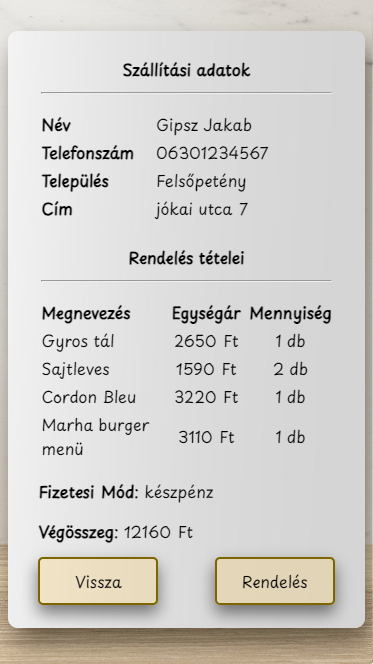 Szállítási adatok
Név Gipsz Jakab
Telefonszám 06301234567
Település Felsőpetény
Cím jókai utca 7
Rendelés tételei
Megnevezés Egységár Mennyiség
Gyros tál 2650 Ft 1 db
Sajtleves 1590 Ft 2 db
Cordon Bleu 3220 Ft 1 db
Marha burger
menü 3110 Ft 1 db
Fizetesi Mód: készpénz
Végösszeg: 12160 Ft
Vissza Rendelés